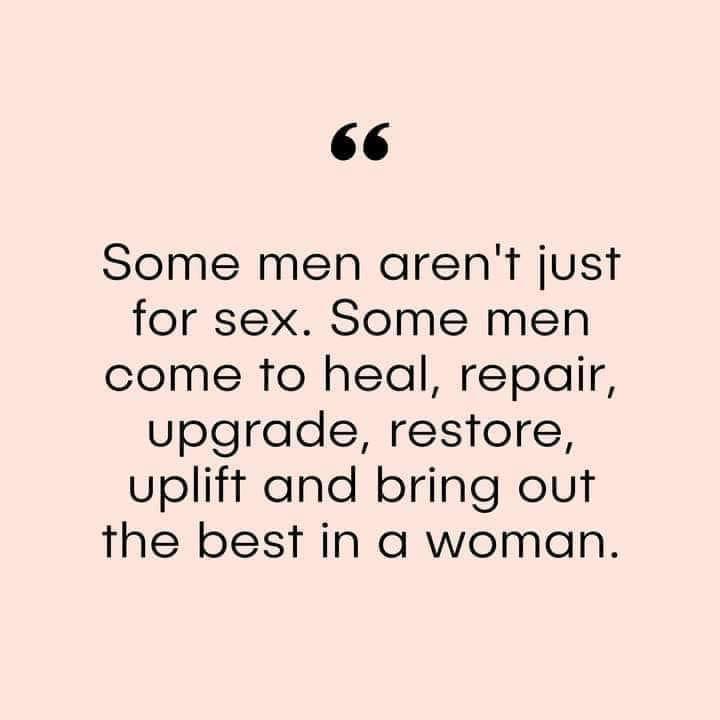 “
Some men aren't just
for sex. Some men
come to heal, repair,
upgrade, restore,
uplift and bring out
the best in a woman.